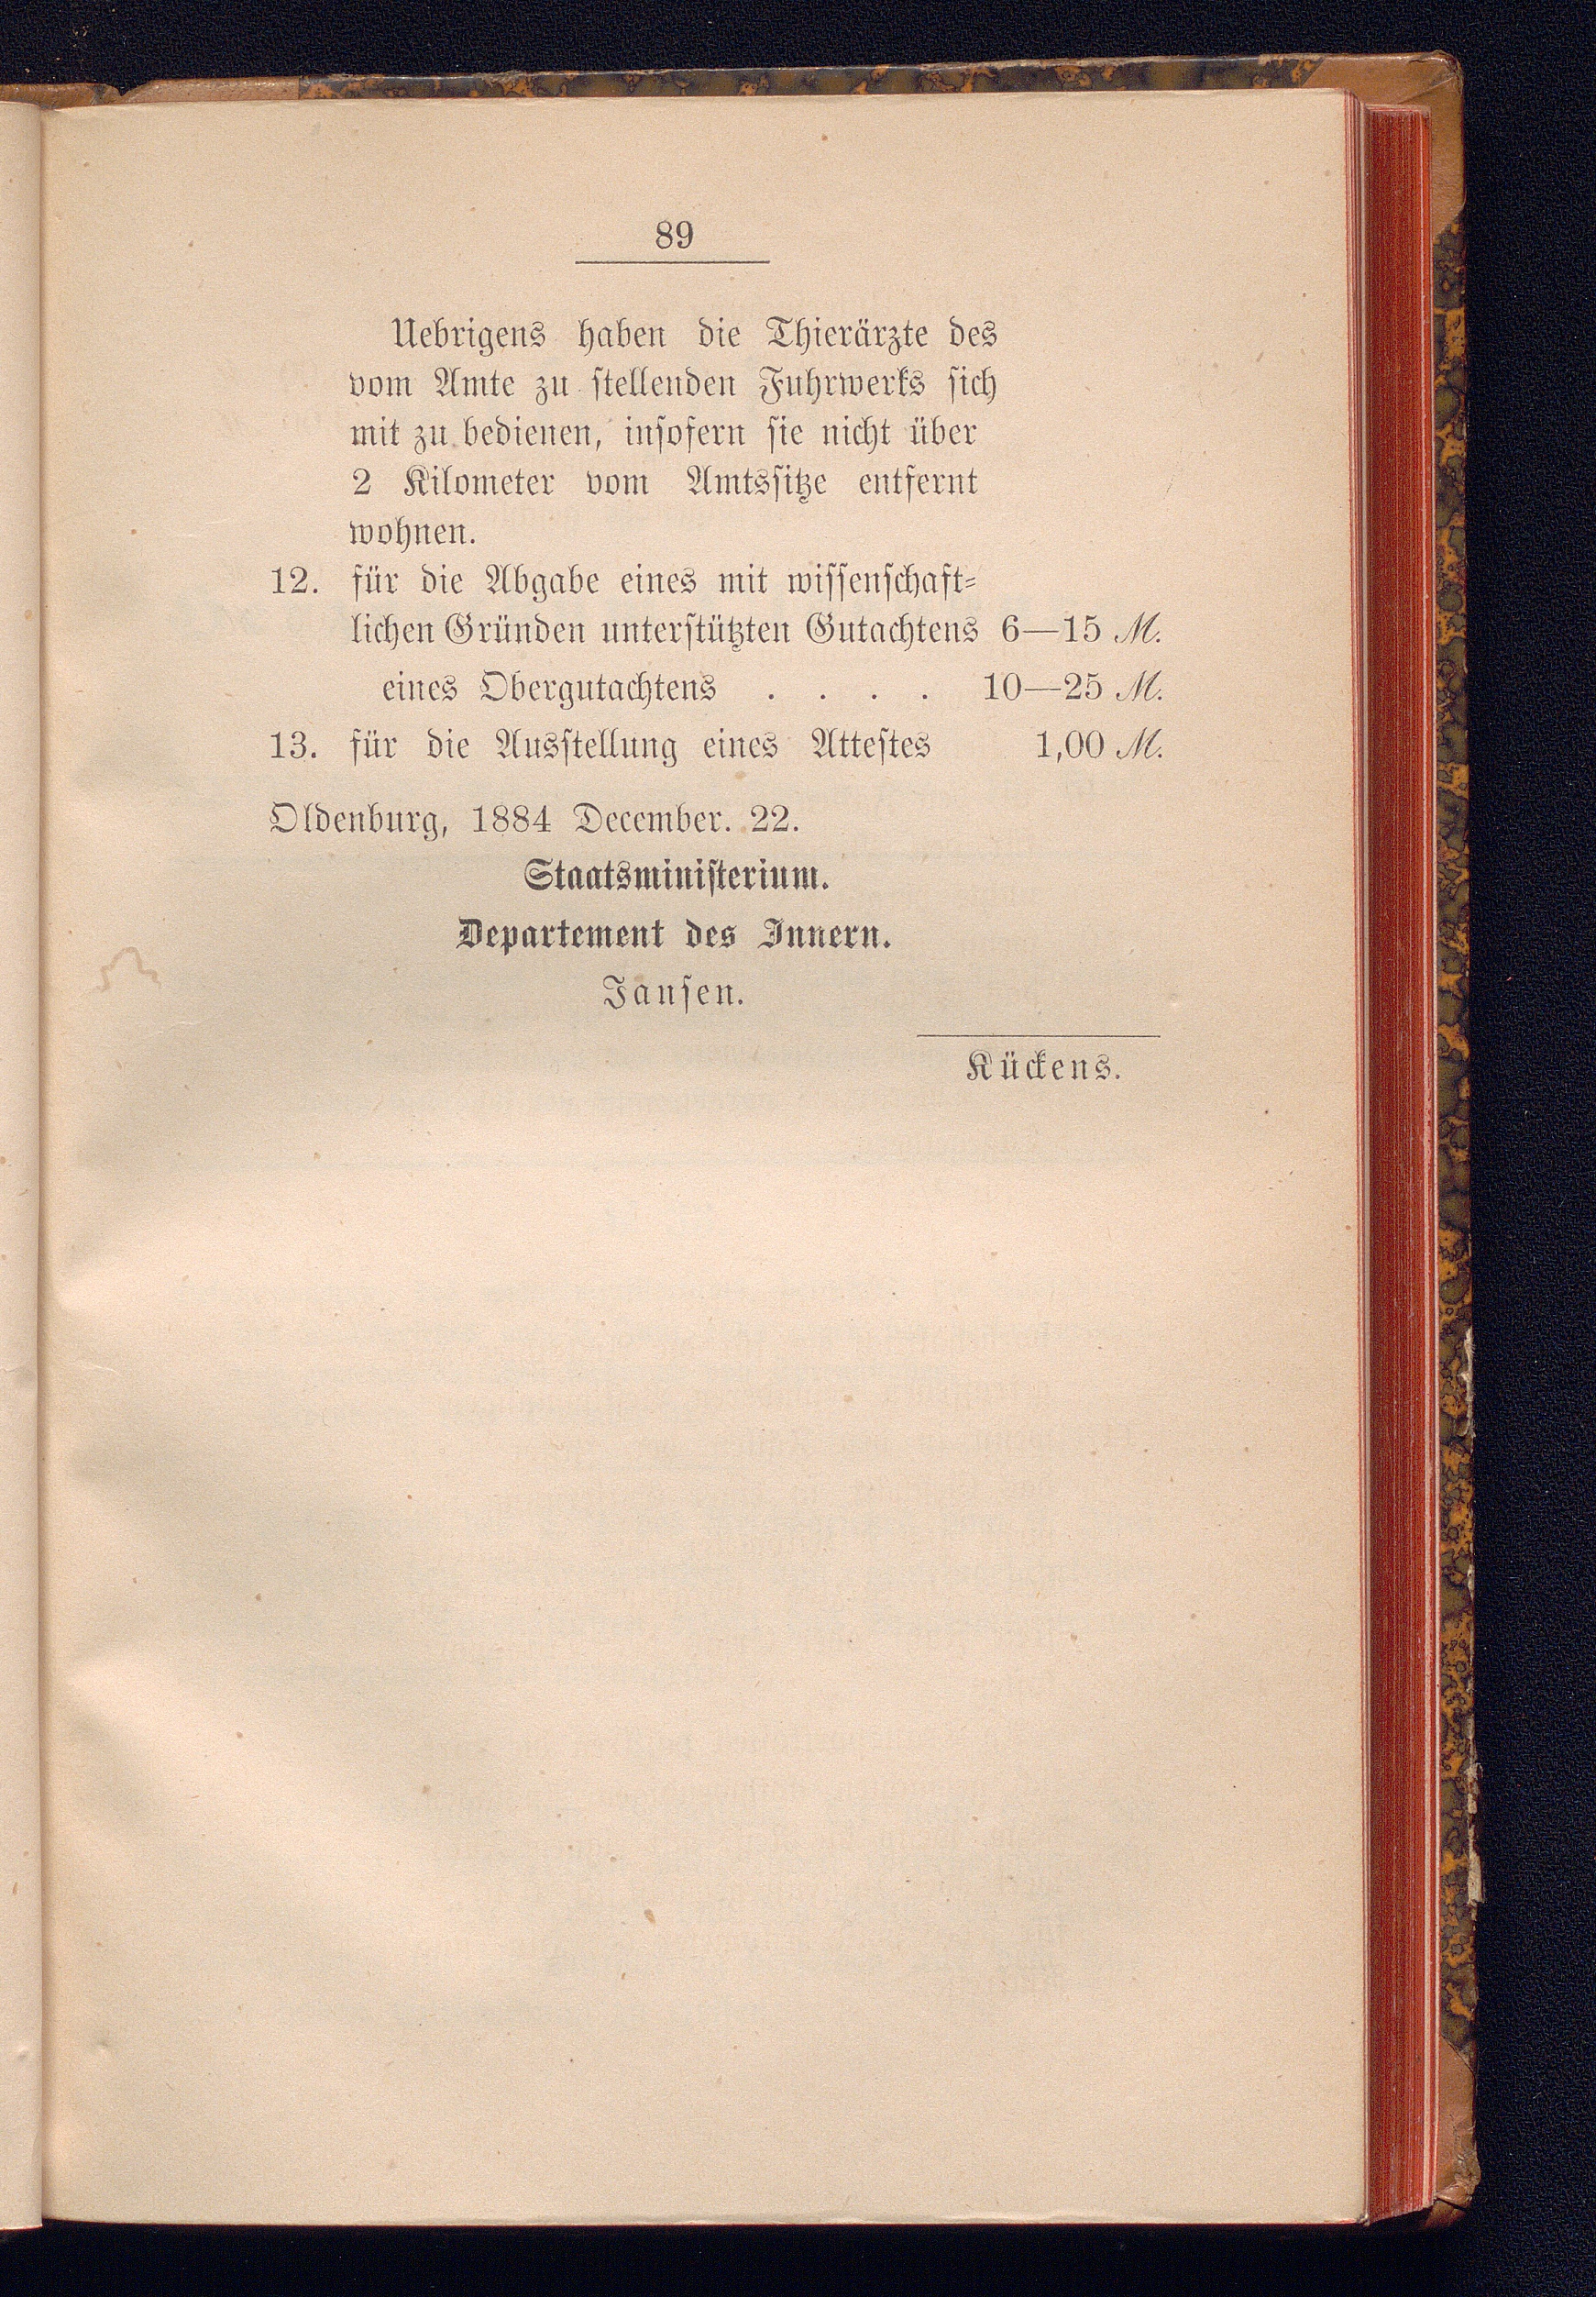 89
Uebrigens haben die Thierärzte des
vom Amte zu stellenden Fuhrwerks sich
mit zu bedienen, insofern sie nicht über
2 Kilometer vom Amtssitze entfernt
wohnen.
12. für die Abgabe eines mit wissenschaft-
lichen Gründen unterstützten Gutachtens 6—15 M.
eines Obergutachtens . . . . 10—25 M.
13. für die Ausstellung eines Attestes 1,00 M.
Oldenburg, 1884 December. 22.
Staatsministerium.
Departement des Innern.
Jansen.
Kückens.